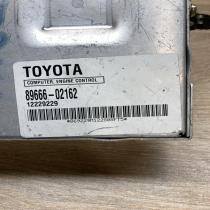 TOYOTA
COMPUTER, ENGINE CONTROL
89666-02162
12229229